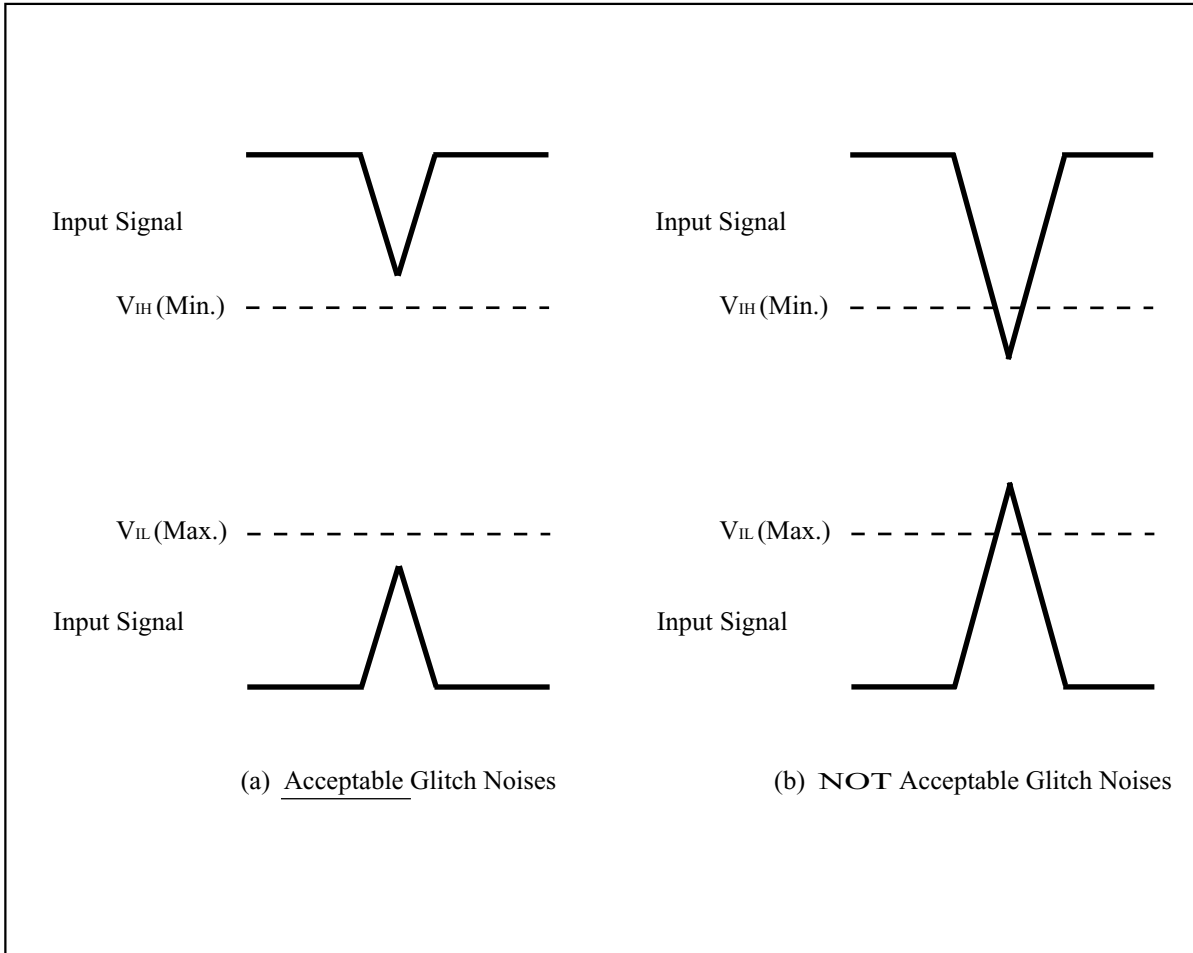 Input Signal
VIH (Min.)
VIL (Max.)
Input Signal
(a) Acceptable Glitch Noises
Input Signal
VIH (Min.)
VIL (Max.)
Input Signal
(b) NOT Acceptable Glitch Noises